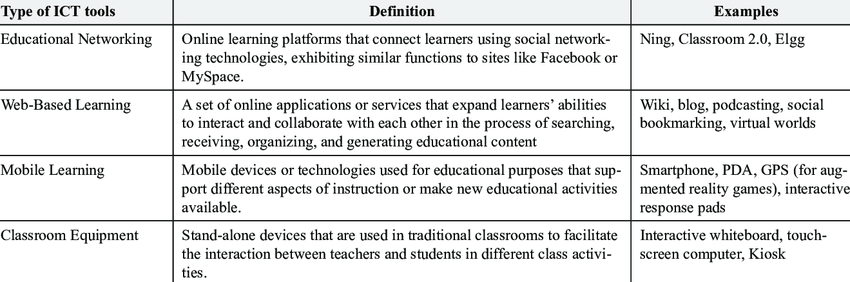 Type of ICT tools Definition Examples
Educational Networking Online learning platforms that connect learners using social network- Ning, Classroom 2.0, Elgg
ing technologies, exhibiting similar functions to sites like Facebook or
MySpace.
Web-Based Learning A set of online applications or services that expand learners' abilities Wiki, blog, podcasting, social
to interact and collaborate with each other in the process of searching, bookmarking, virtual worlds
receiving, organizing, and generating educational content
Mobile Learning Mobile devices or technologies used for educational purposes that sup- Smartphone, PDA, GPS (for aug-
port different aspects of instruction or make new educational activities mented reality games), interactive
available. response pads
Classroom Equipment Stand-alone devices that are used in traditional classrooms to facilitate Interactive whiteboard, touch-
the interaction between teachers and students in different class activi- screen computer, Kiosk
ties.